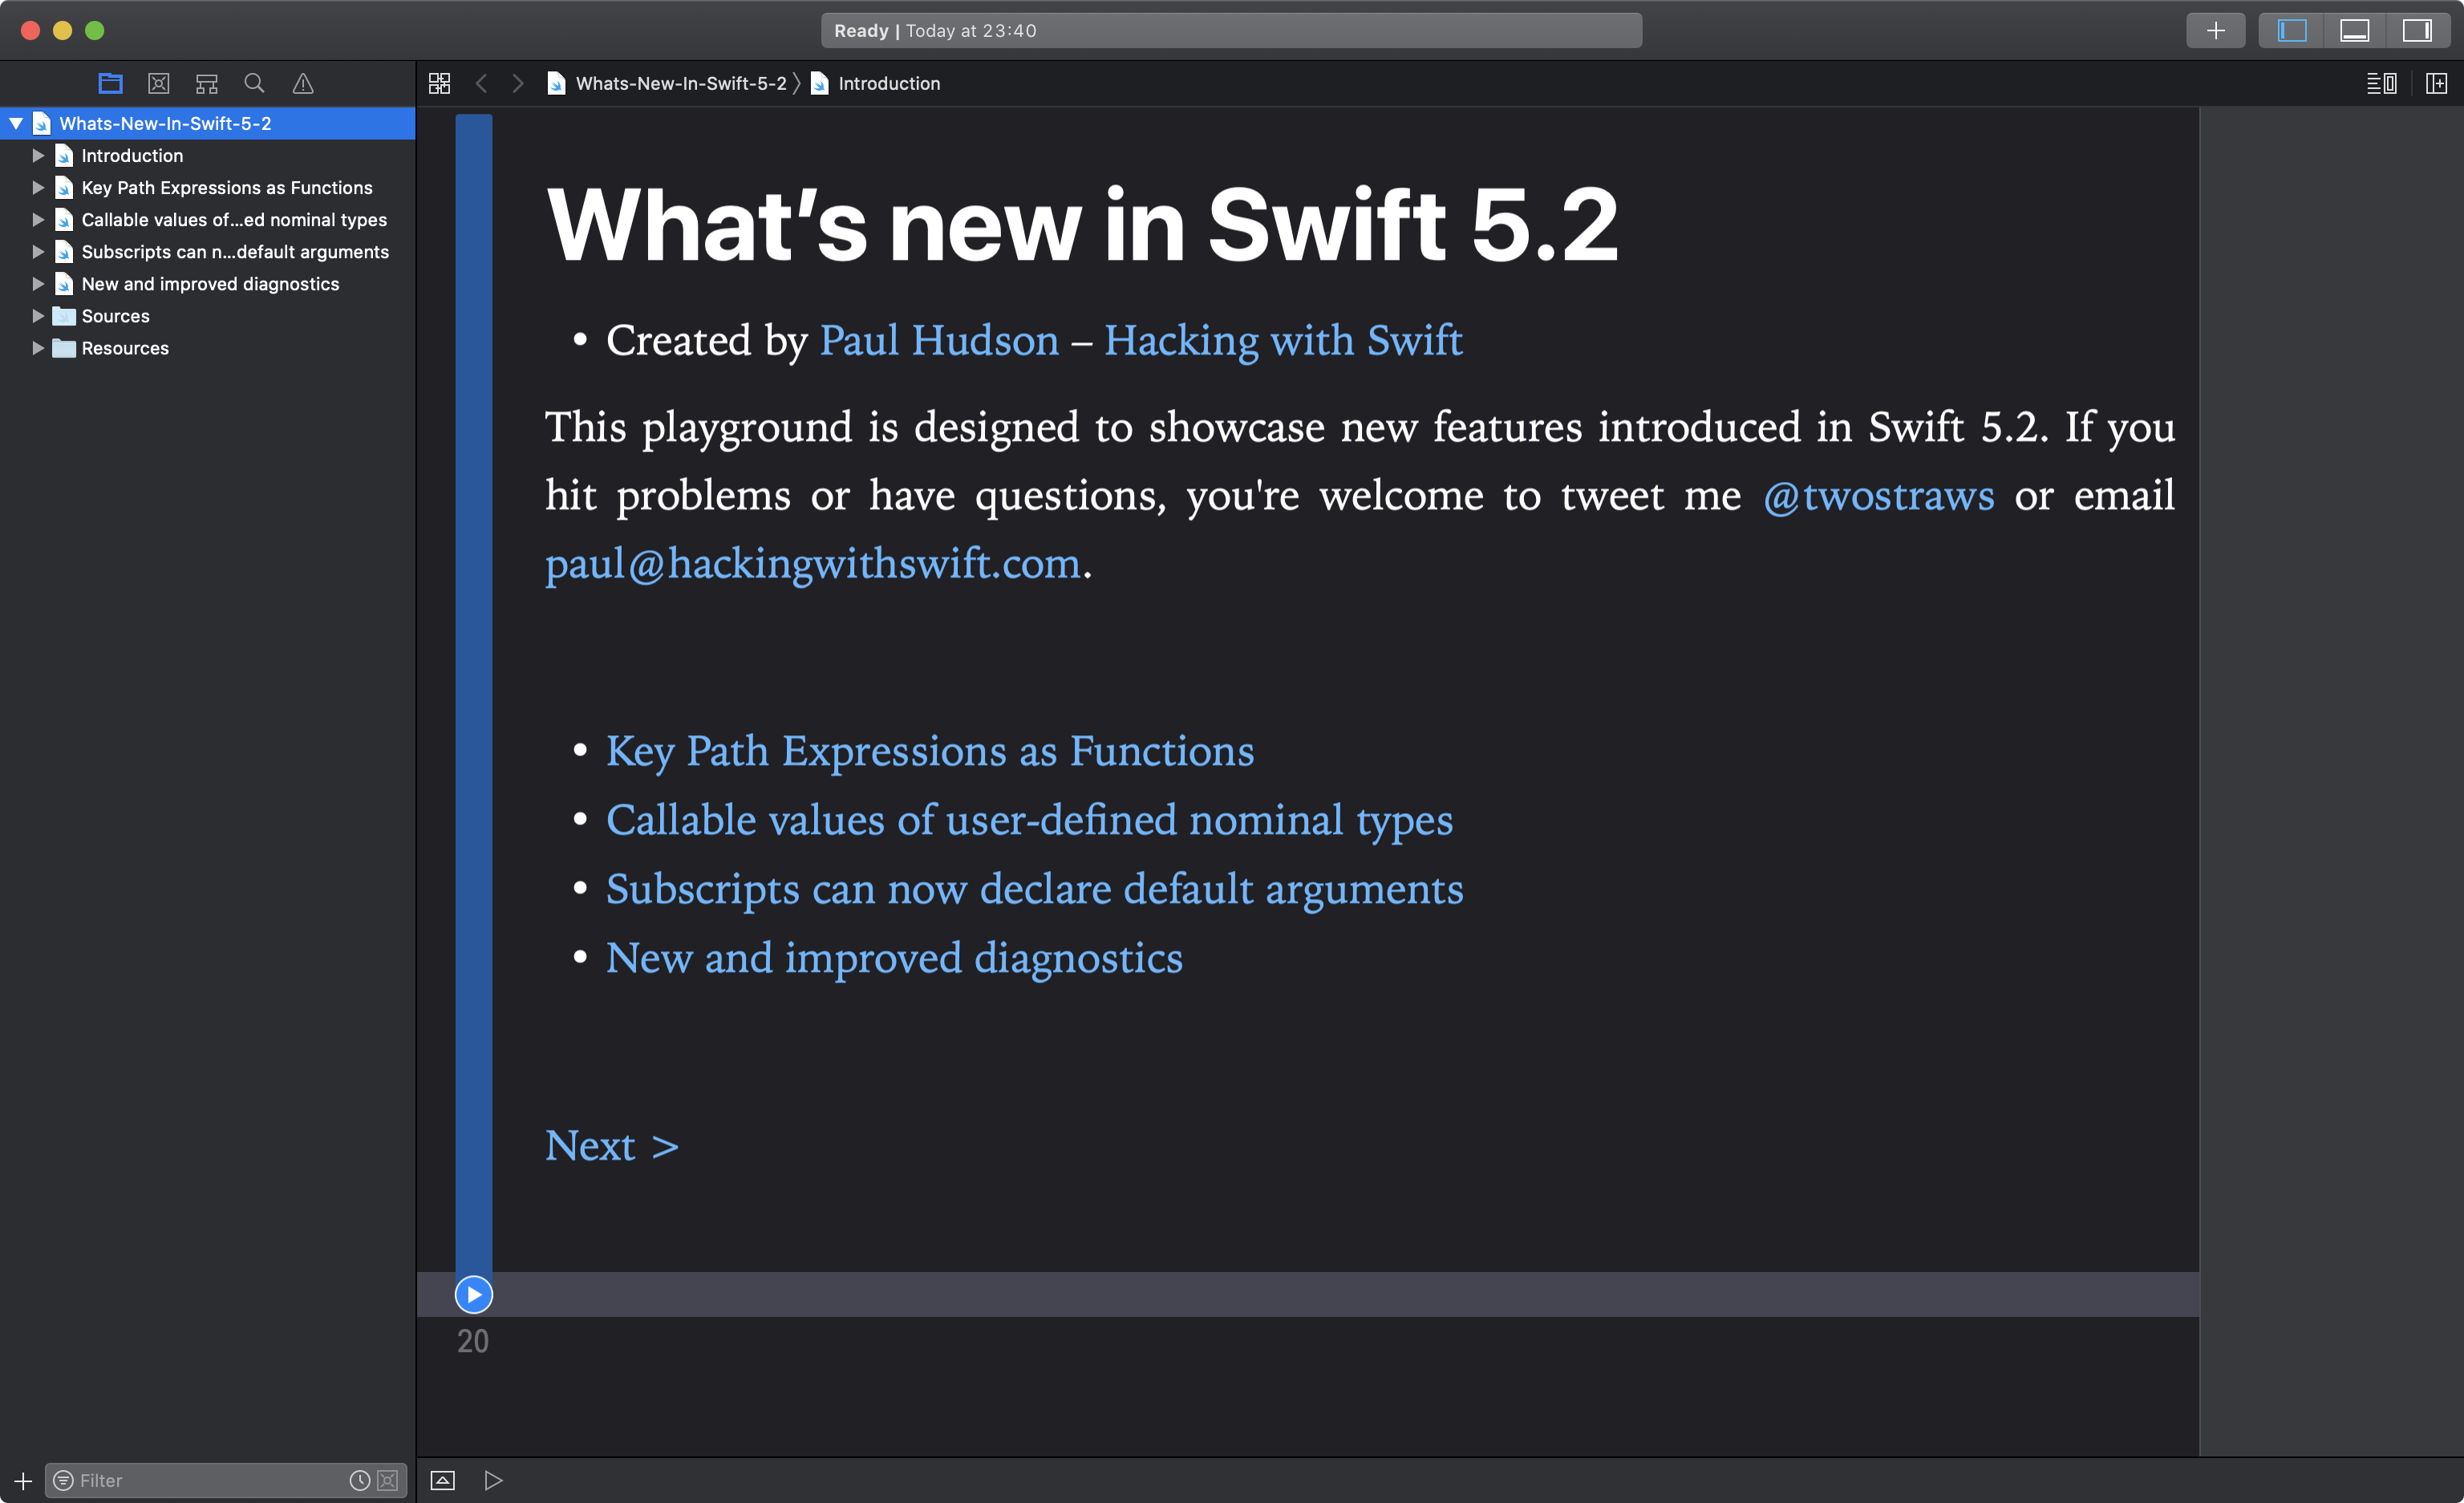 Ready | Today at 23:40
Whats-New-In-Swift-5-2 〉 Introduction
Whats-New-In-Swift-5-2
Introduction
Key Path Expressions as Functions
Callable values of...ed nominal types
Subscripts can n...default arguments
New and improved diagnostics
Sources
Resources
What’s new in Swift 5.2
• Created by Paul Hudson – Hacking with Swift
This playground is designed to showcase new features introduced in Swift 5.2. If you
hit problems or have questions, you're welcome to tweet me @twostraws or email
paul@hackingwithswift.com.
• Key Path Expressions as Functions
• Callable values of user-defined nominal types
• Subscripts can now declare default arguments
• New and improved diagnostics
Next >
20
Filter